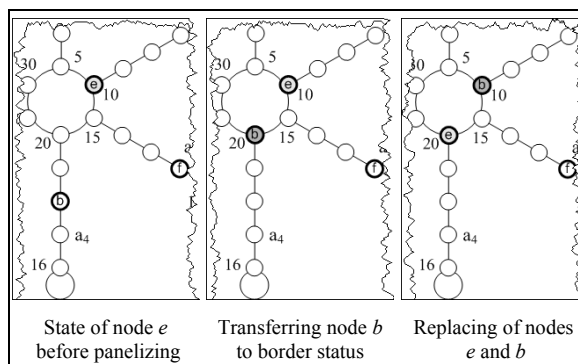 30 5 e 10 15 20 a f b a₄ 16
30 5 e 10 15 b 20 a f a₄ 16
30 5 b 10 15 e 20 a f a₄ 16
State of node e before panelizing
Transferring node b to border status
Replacing of nodes e and b